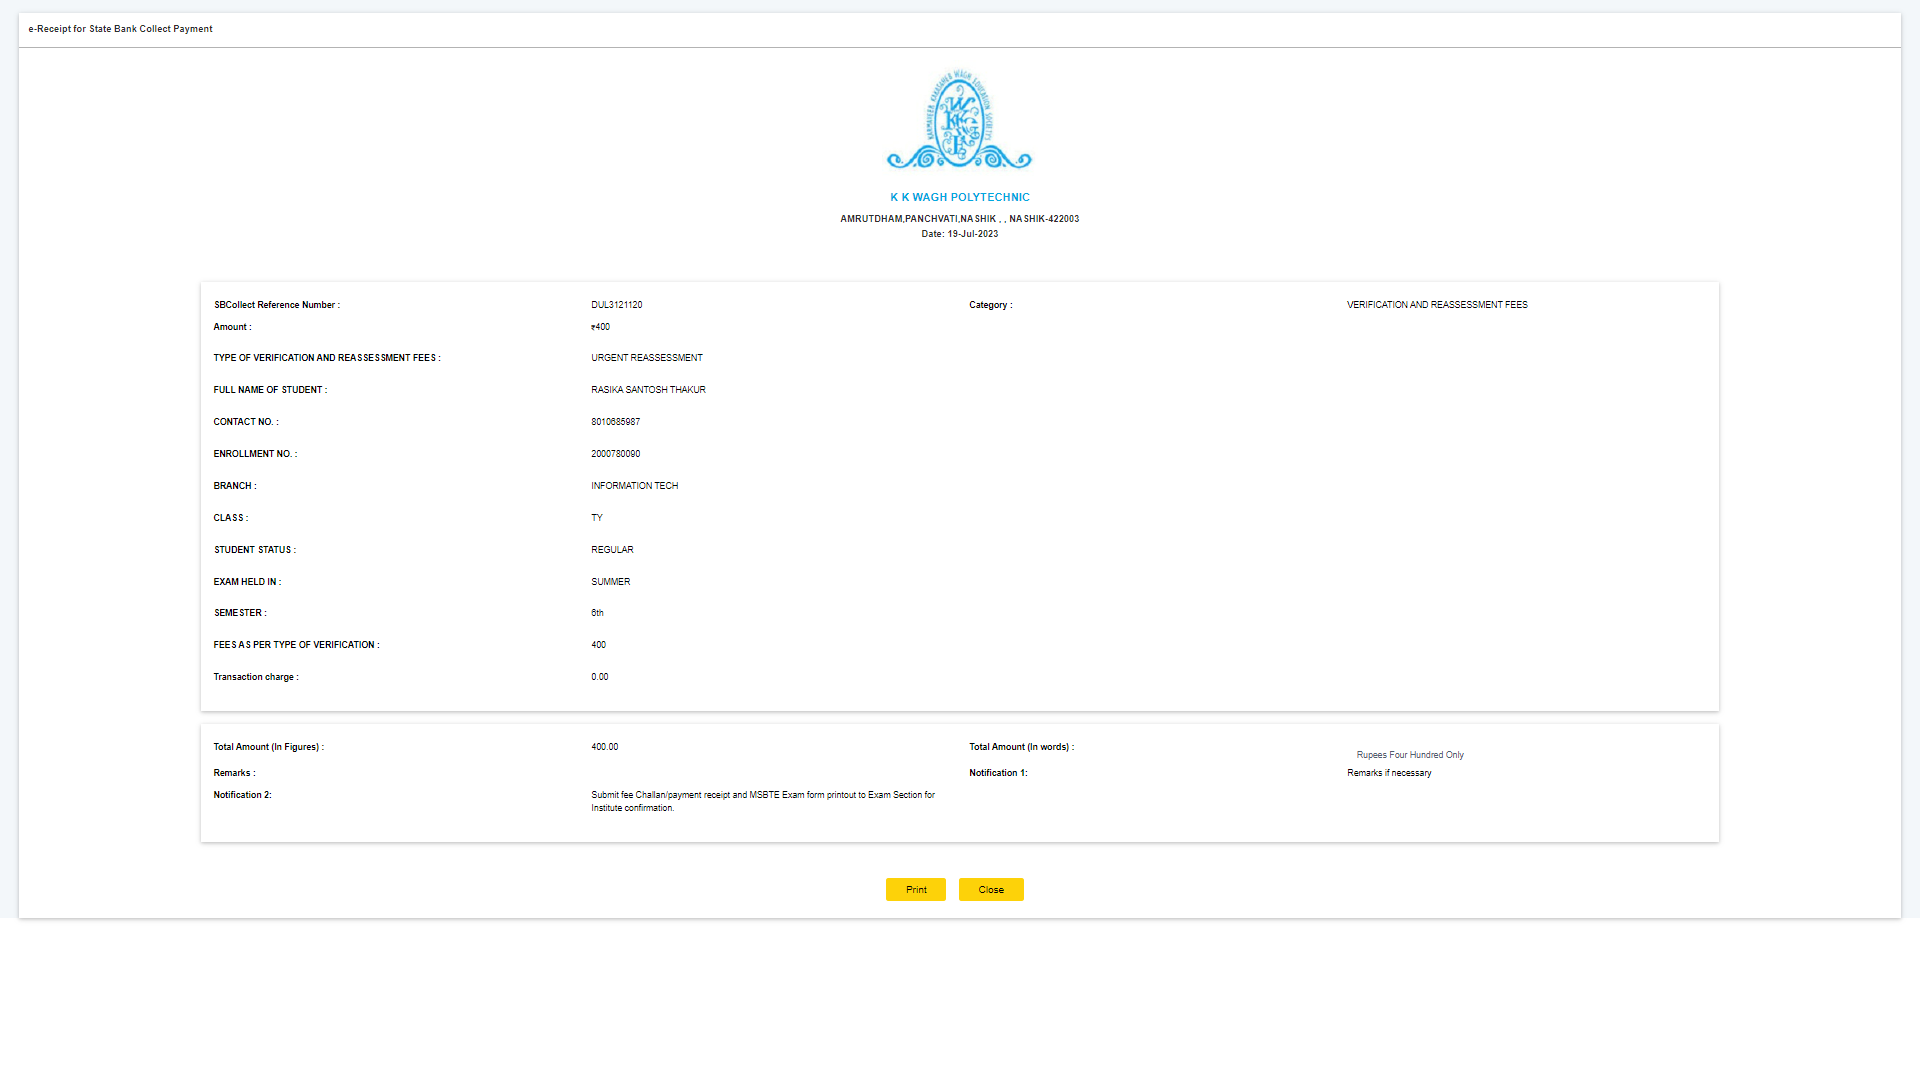 e-Receipt for State Bank Collect Payment
KARMAVEER KAKASAHEB WAGH EDUCATION SOCIETY'S
K K WAGH POLYTECHNIC
AMRUTDHAM,PANCHVATI,NASHIK , , NASHIK-422003
Date: 19-Jul-2023
SBCollect Reference Number : DUL3121120 Category : VERIFICATION AND REASSESSMENT FEES
Amount : ₹400
TYPE OF VERIFICATION AND REASSESSMENT FEES : URGENT REASSESSMENT
FULL NAME OF STUDENT : RASIKA SANTOSH THAKUR
CONTACT NO. : 8010685987
ENROLLMENT NO. : 2000780090
BRANCH : INFORMATION TECH
CLASS : TY
STUDENT STATUS : REGULAR
EXAM HELD IN : SUMMER
SEMESTER : 6th
FEES AS PER TYPE OF VERIFICATION : 400
Transaction charge : 0.00
Total Amount (In Figures) : 400.00 Total Amount (In words) : Rupees Four Hundred Only
Remarks : Notification 1: Remarks if necessary
Notification 2: Submit fee Challan/payment receipt and MSBTE Exam form printout to Exam Section for
Institute confirmation.
Print Close